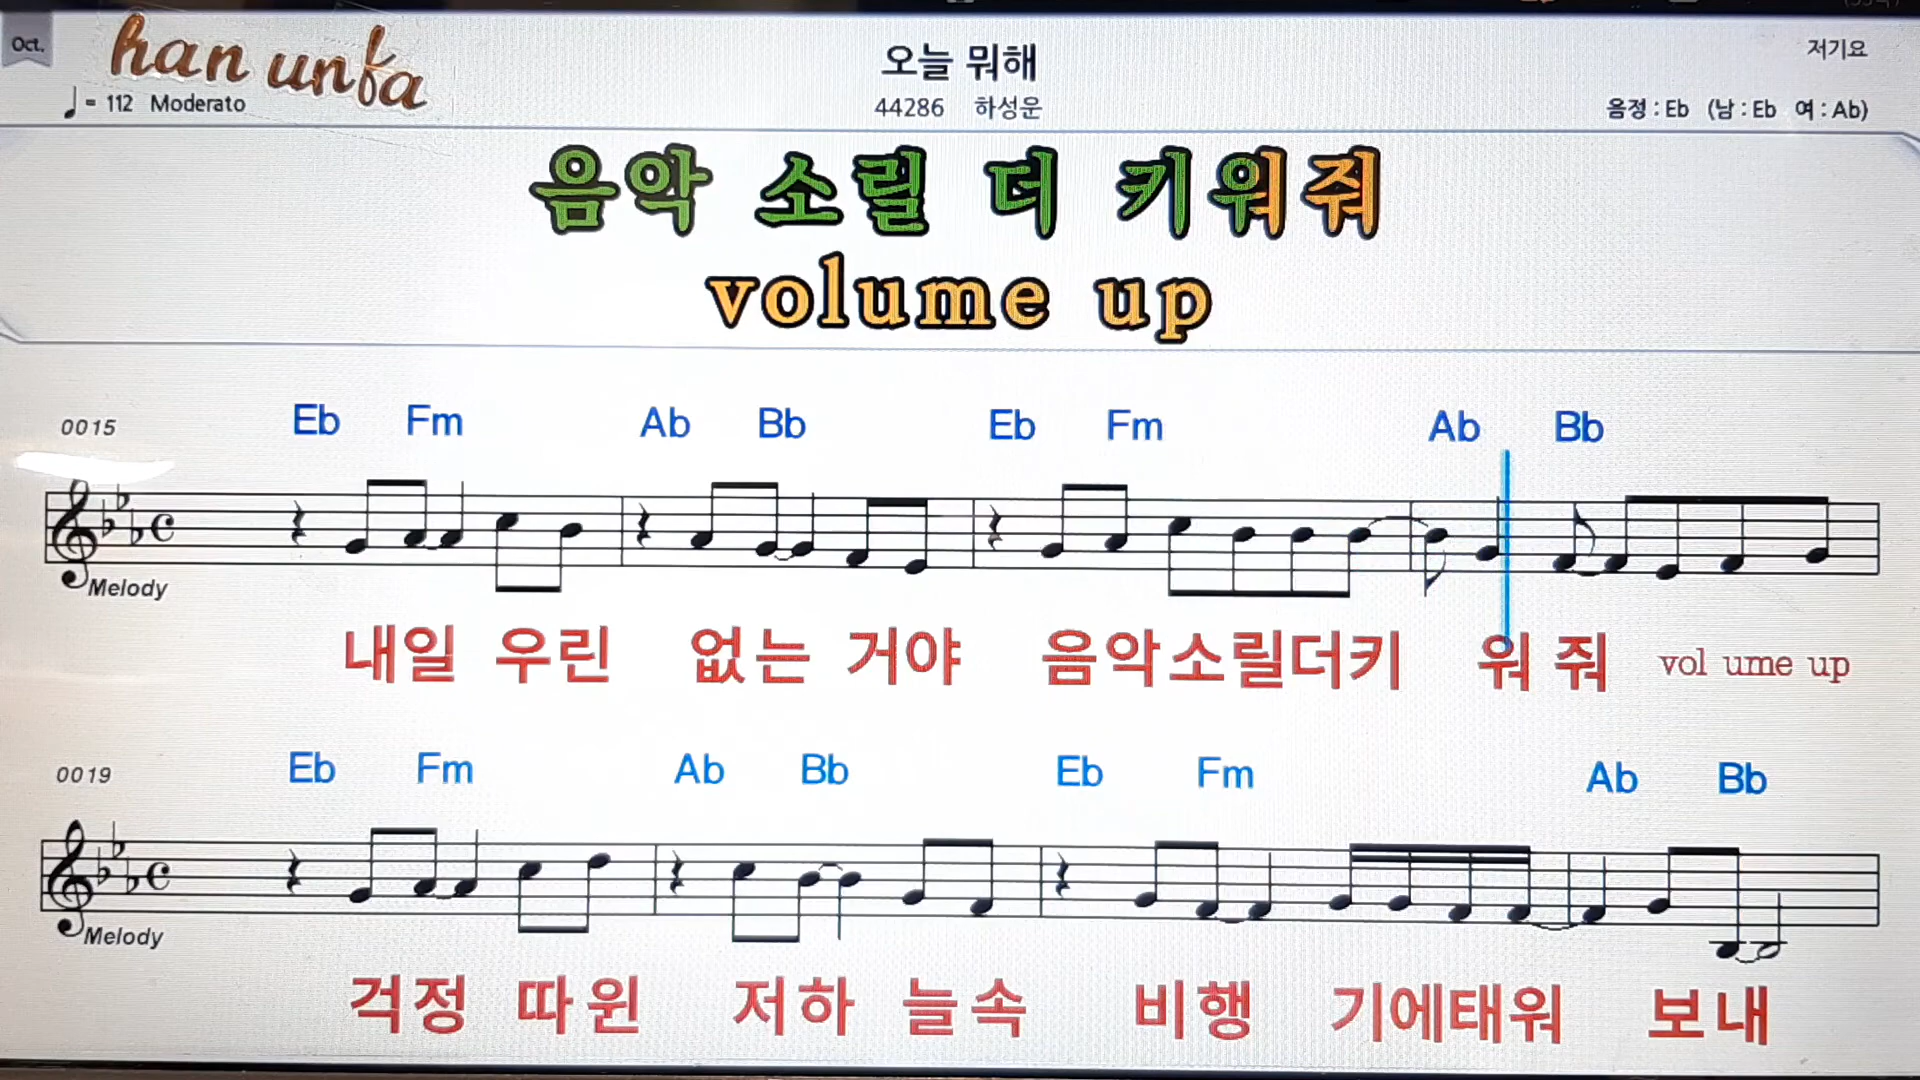 Oct.
han unfa
오늘 뭐해
저기요
♩ = 112 Moderato
44286 하성운
음정 : Eb (남 : Eb 여 : Ab)
음악 소릴 더 키워줘
volume up
0015 Eb Fm Ab Bb Eb Fm Ab Bb
Melody
내일 우린 없는 거야 음악소릴더키 워 줘 vol ume up
0019 Eb Fm Ab Bb Eb Fm Ab Bb
Melody
걱정 따윈 저하 늘속 비행 기에태워 보내